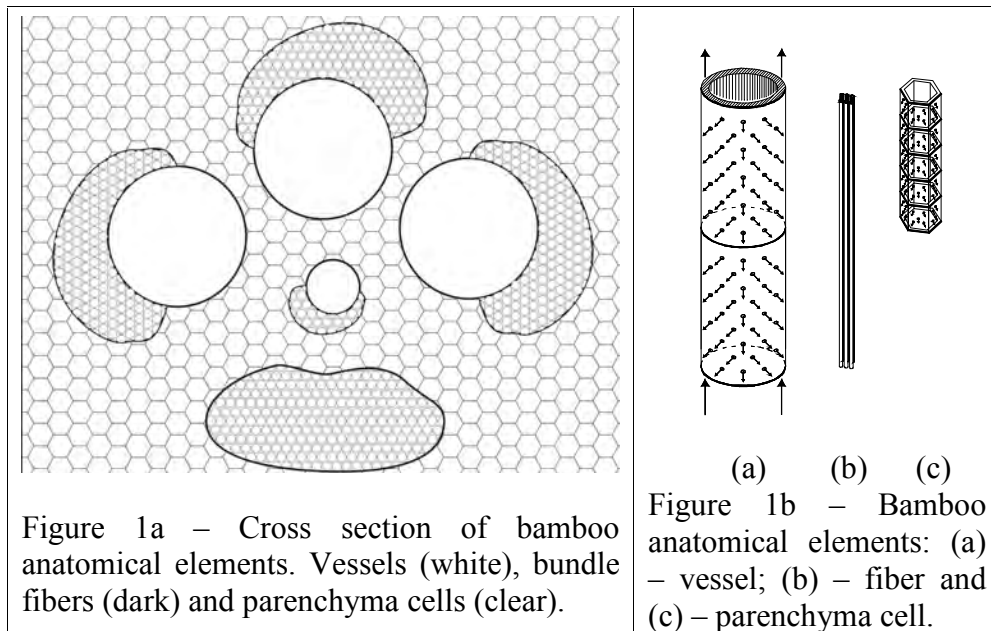 Figure 1a – Cross section of bamboo
anatomical elements. Vessels (white), bundle
fibers (dark) and parenchyma cells (clear).
(a) (b) (c)
Figure 1b – Bamboo
anatomical elements: (a)
– vessel; (b) – fiber and
(c) – parenchyma cell.